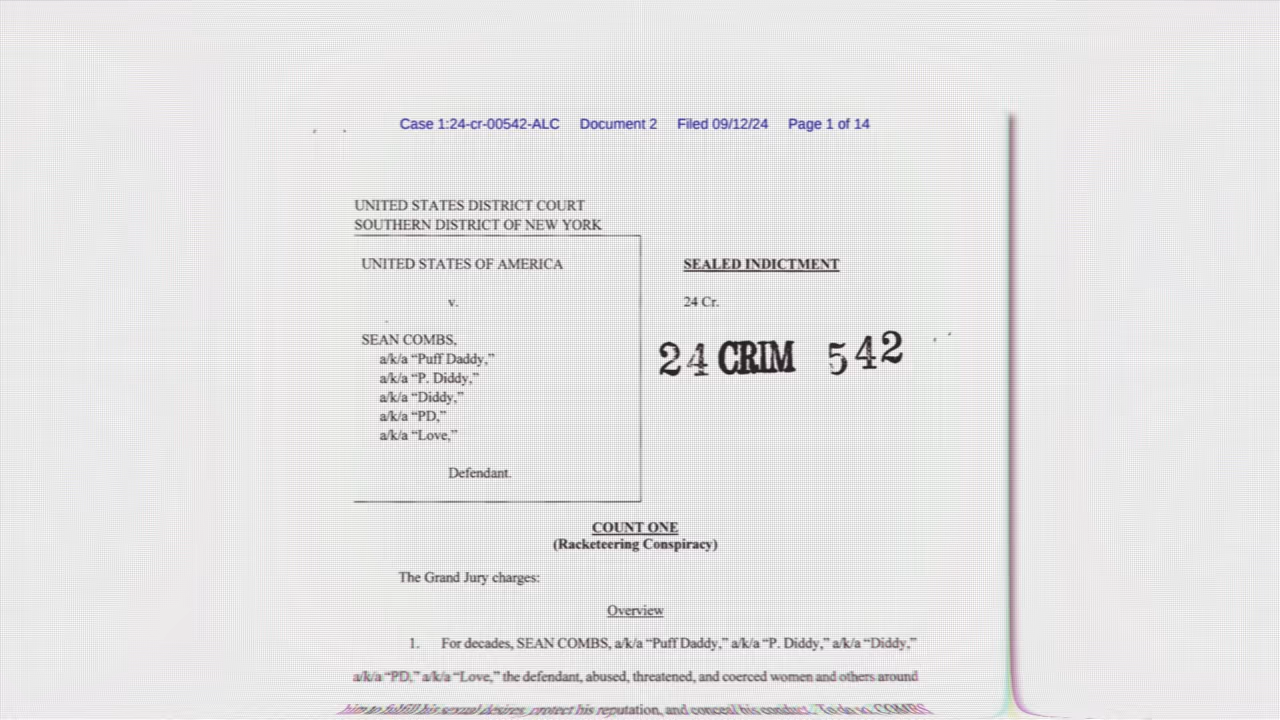 Case 1:24-cr-00542-ALC Document 2 Filed 09/12/24 Page 1 of 14
UNITED STATES DISTRICT COURT
SOUTHERN DISTRICT OF NEW YORK
UNITED STATES OF AMERICA
v.
SEAN COMBS,
a/k/a “Puff Daddy,”
a/k/a “P. Diddy,”
a/k/a “Diddy,”
a/k/a “PD,”
a/k/a “Love,”
Defendant.
SEALED INDICTMENT
24 Cr.
24 CRIM 542
COUNT ONE
(Racketeering Conspiracy)
The Grand Jury charges:
Overview
1. For decades, SEAN COMBS, a/k/a “Puff Daddy,” a/k/a “P. Diddy,” a/k/a “Diddy,”
a/k/a “PD,” a/k/a “Love,” the defendant, abused, threatened, and coerced women and others around
him to fulfill his sexual desires, protect his reputation, and conceal his conduct. To do so, COMBS